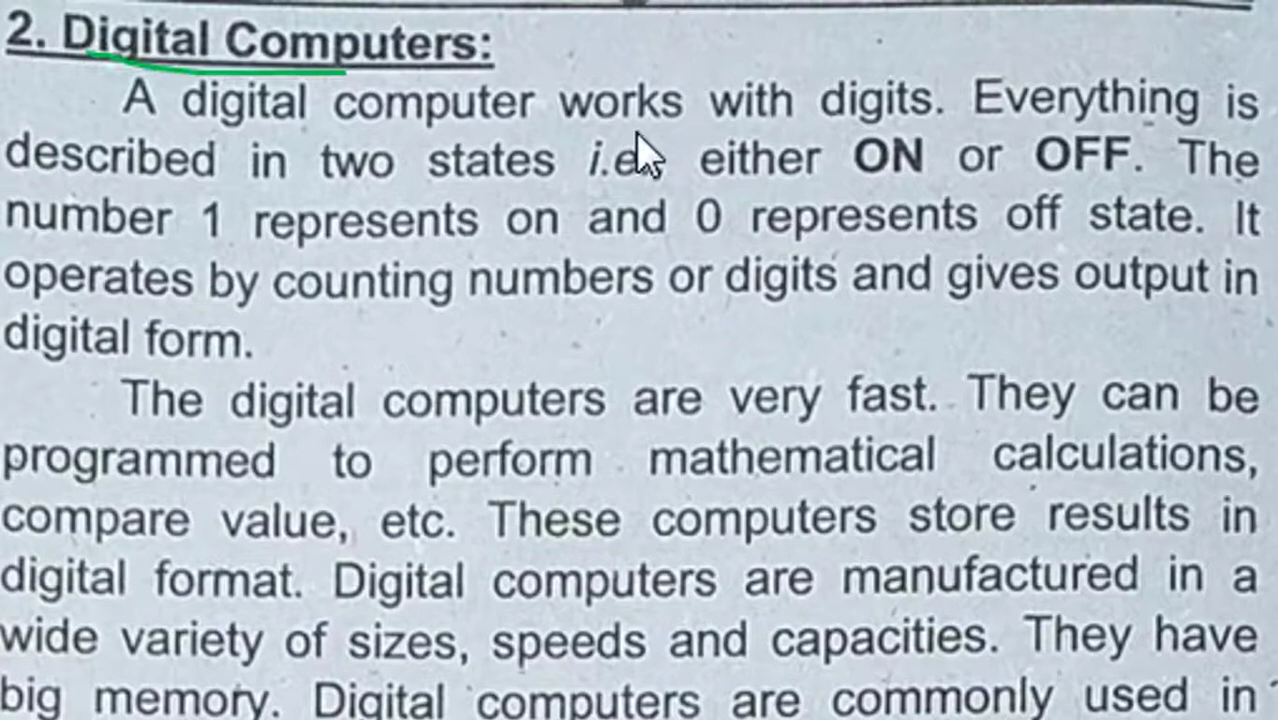 2. Digital Computers:
A digital computer works with digits. Everything is
described in two states i.e. either ON or OFF. The
number 1 represents on and 0 represents off state. It
operates by counting numbers or digits and gives output in
digital form.
The digital computers are very fast. They can be
programmed to perform mathematical calculations,
compare value, etc. These computers store results in
digital format. Digital computers are manufactured in a
wide variety of sizes, speeds and capacities. They have
big memory. Digital computers are commonly used in